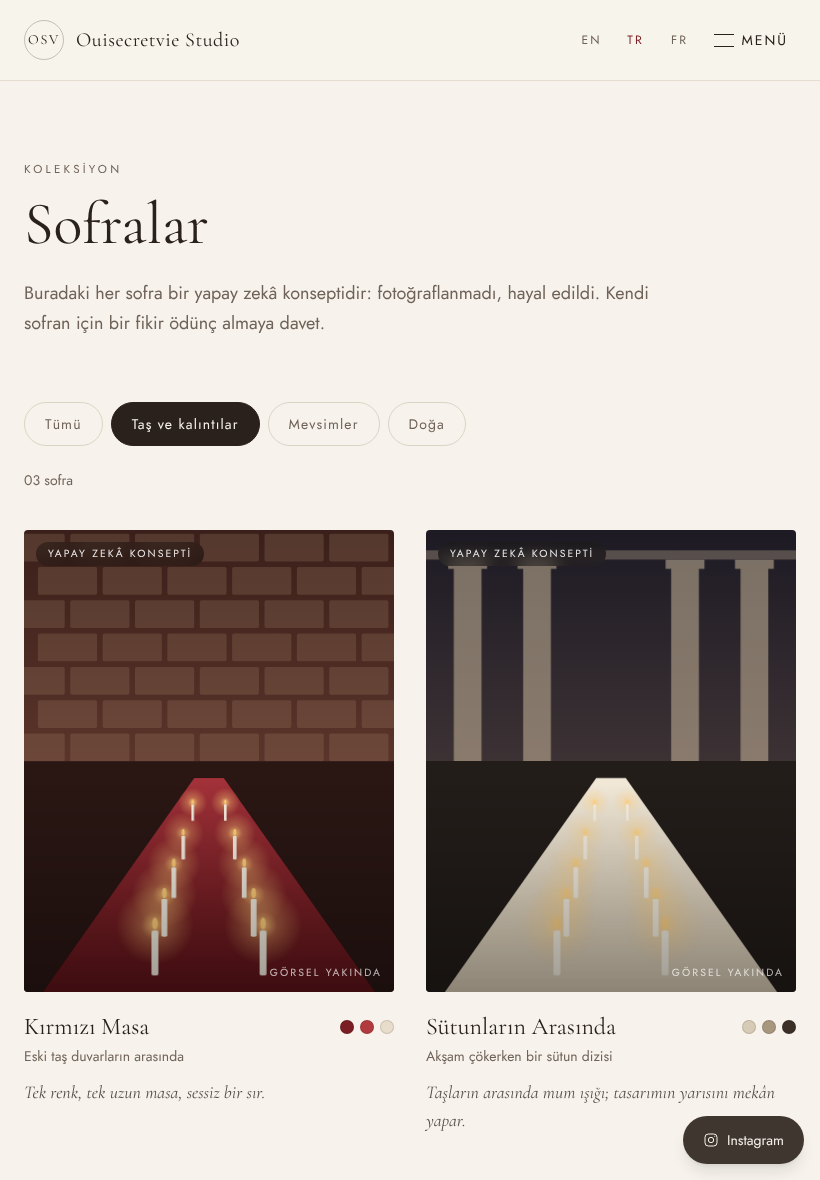 OSV Ouisecretvie Studio EN TR FR MENÜ
KOLEKSİYON
Sofralar
Buradaki her sofra bir yapay zekâ konseptidir: fotoğraflanmadı, hayal edildi. Kendi
sofran için bir fikir ödünç almaya davet.
Tümü Taş ve kalıntılar Mevsimler Doğa
03 sofra
YAPAY ZEKÂ KONSEPTİ
GÖRSEL YAKINDA
Kırmızı Masa
Eski taş duvarların arasında
Tek renk, tek uzun masa, sessiz bir sır.
YAPAY ZEKÂ KONSEPTİ
GÖRSEL YAKINDA
Sütunların Arasında
Akşam çökerken bir sütun dizisi
Taşların arasında mum ışığı; tasarımın yarısını mekân
yapar.
Instagram